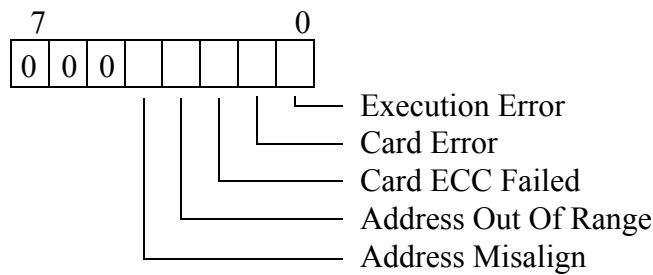 7 0
0 0 0
Execution Error
Card Error
Card ECC Failed
Address Out Of Range
Address Misalign